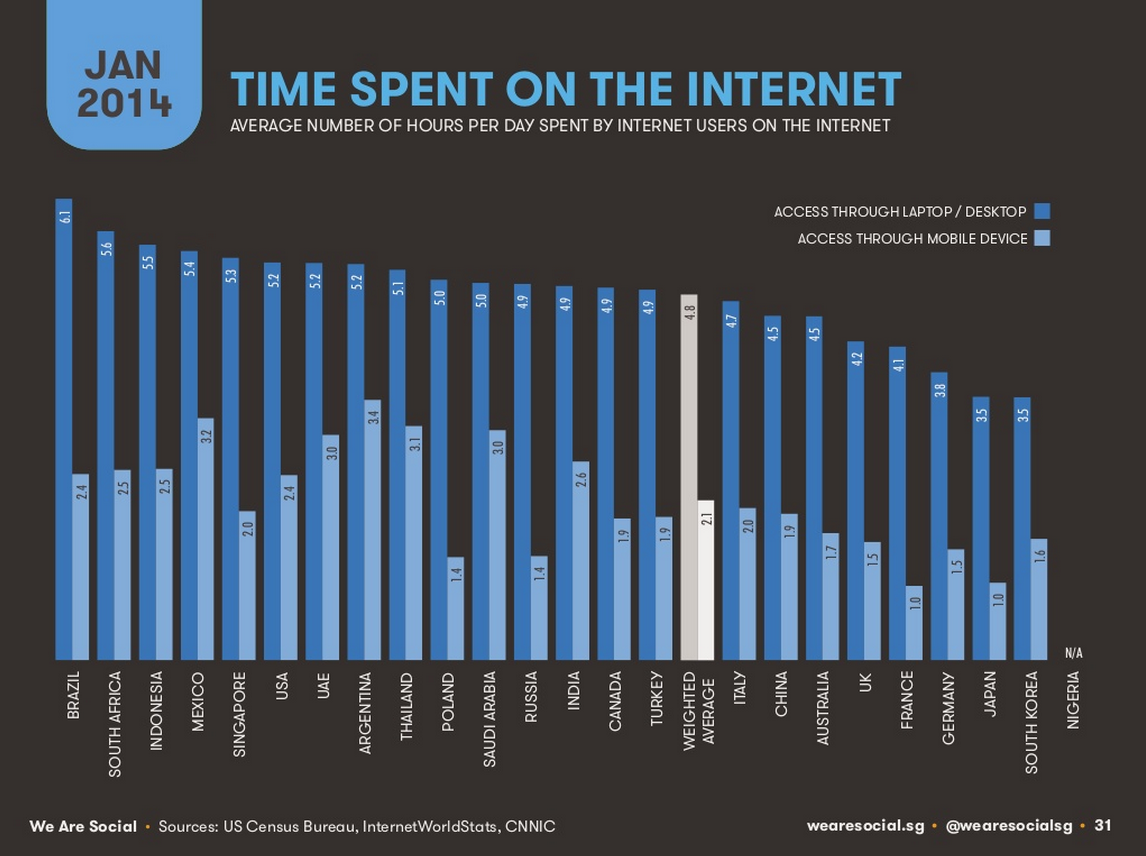 JAN
2014
TIME SPENT ON THE INTERNET
AVERAGE NUMBER OF HOURS PER DAY SPENT BY INTERNET USERS ON THE INTERNET
ACCESS THROUGH LAPTOP / DESKTOP
ACCESS THROUGH MOBILE DEVICE
6.1
2.4
5.6
2.5
5.5
2.5
5.4
3.2
5.3
2.0
5.2
2.4
5.2
3.0
5.2
3.4
5.1
3.1
5.0
1.4
5.0
3.0
4.9
1.4
4.9
2.6
4.9
1.9
4.9
1.9
4.8
2.1
4.7
2.0
4.5
1.9
4.5
1.7
4.2
1.5
4.1
1.0
3.8
1.5
3.5
1.0
3.5
1.6
N/A
BRAZIL
SOUTH AFRICA
INDONESIA
MEXICO
SINGAPORE
USA
UAE
ARGENTINA
THAILAND
POLAND
SAUDI ARABIA
RUSSIA
INDIA
CANADA
TURKEY
WEIGHTED
AVERAGE
ITALY
CHINA
AUSTRALIA
UK
FRANCE
GERMANY
JAPAN
SOUTH KOREA
NIGERIA
We Are Social • Sources: US Census Bureau, InternetWorldStats, CNNIC
wearesocial.sg • @wearesocialsg • 31